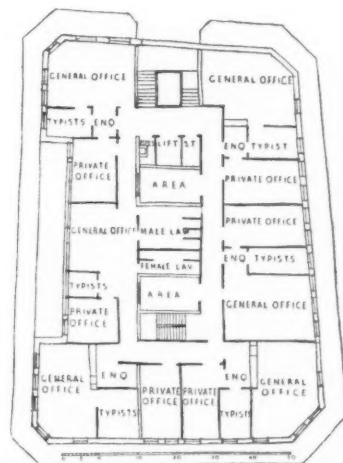 GENERAL OFFICE
GENERAL OFFICE
TYPISTS
ENQ
LIFT
ST
ENQ
TYPIST
PRIVATE
OFFICE
AREA
PRIVATE
OFFICE
PRIVATE
OFFICE
GENERAL OFFICE
MALE LAV
FEMALE LAV
ENQ
TYPISTS
TYPISTS
AREA
PRIVATE
OFFICE
GENERAL
OFFICE
GENERAL
OFFICE
ENQ
PRIVATE
OFFICE
PRIVATE
OFFICE
ENQ
GENERAL
OFFICE
TYPISTS
TYPIST